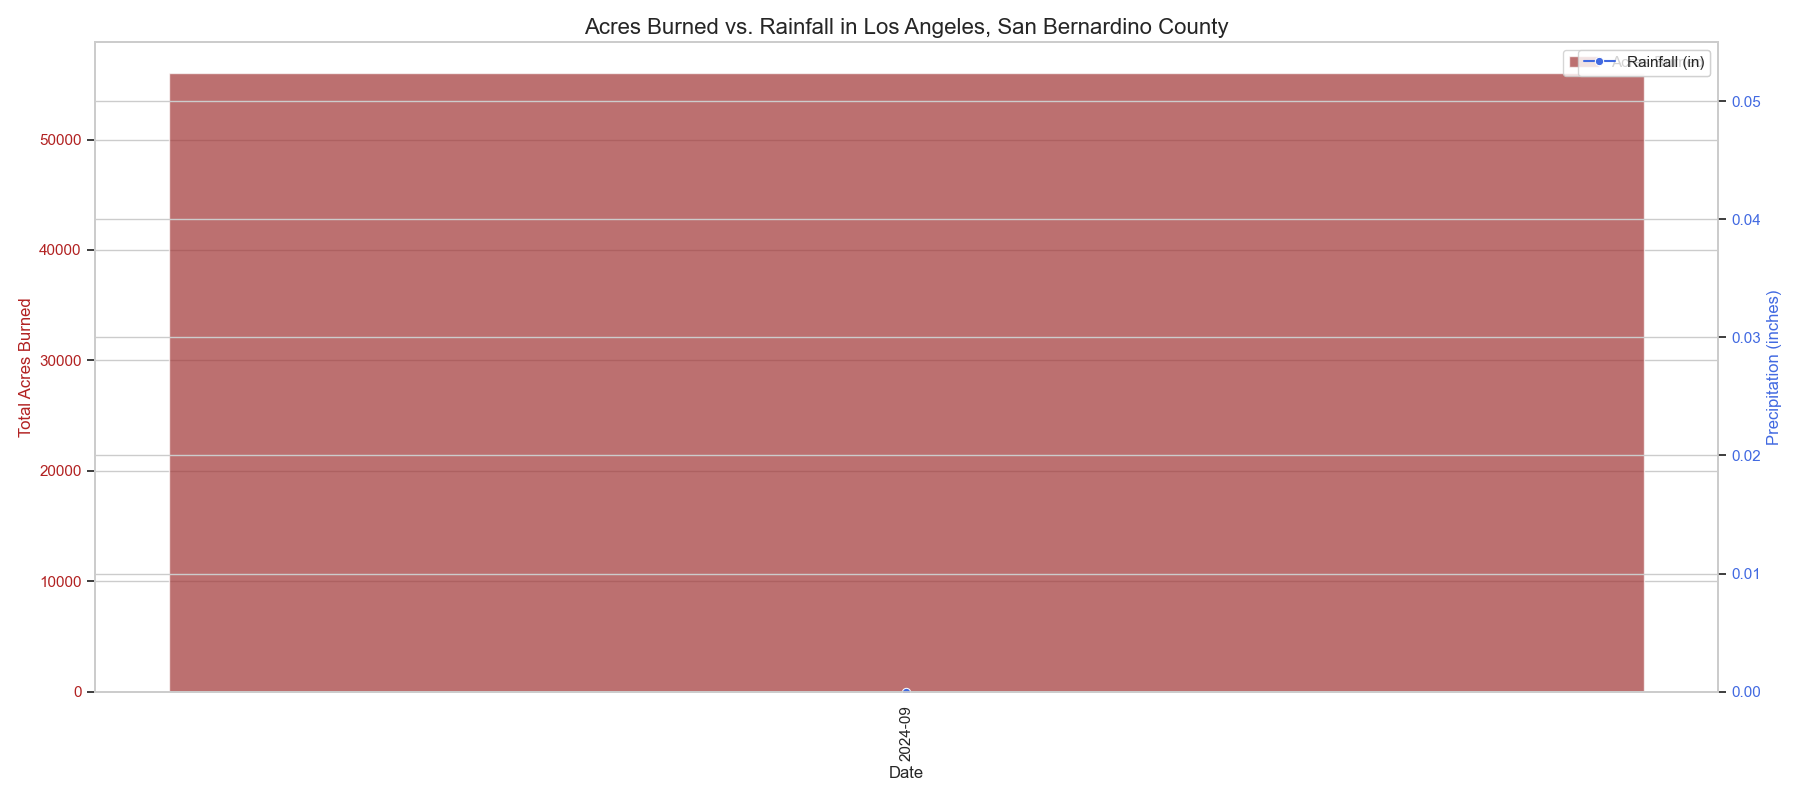 Acres Burned vs. Rainfall in Los Angeles, San Bernardino County
Rainfall (in)
50000
40000
30000
20000
10000
0
Total Acres Burned
0.05
0.04
0.03
0.02
0.01
0.00
Precipitation (inches)
2024-09
Date